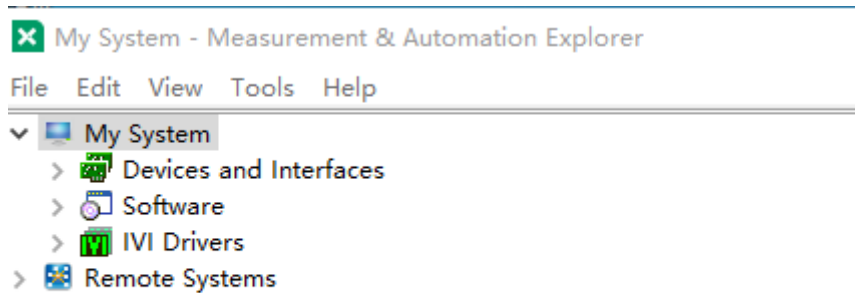 My System - Measurement & Automation Explorer
File Edit View Tools Help
My System
Devices and Interfaces
Software
IVI Drivers
Remote Systems